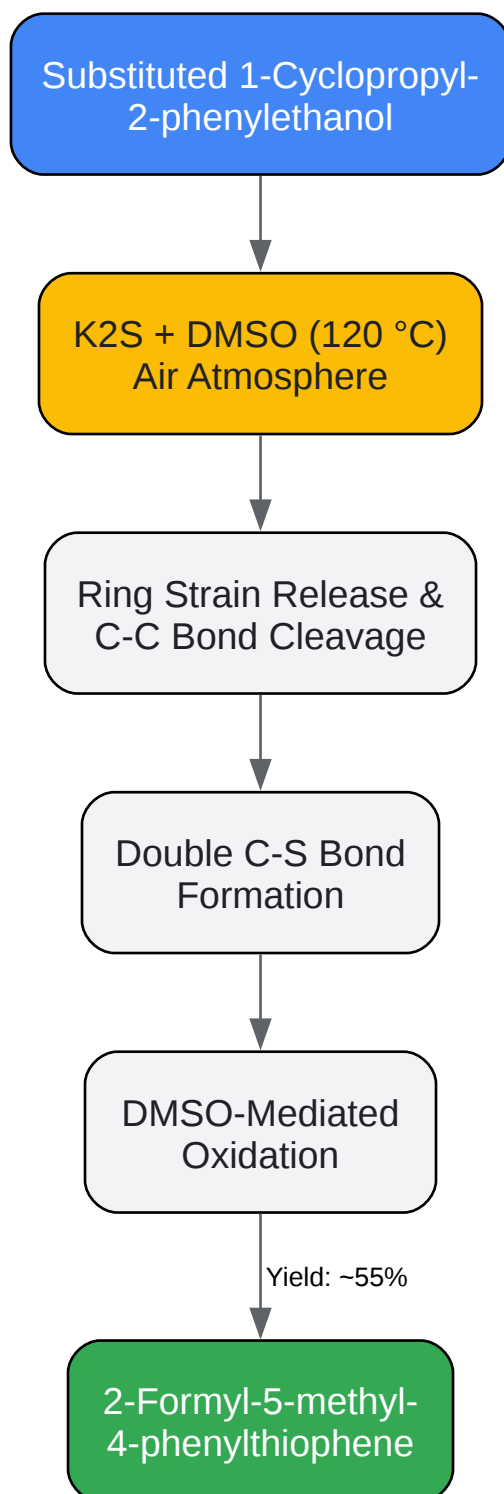 Substituted 1-Cyclopropyl-
2-phenylethanol
K2S + DMSO (120 °C)
Air Atmosphere
Ring Strain Release &
C-C Bond Cleavage
Double C-S Bond
Formation
DMSO-Mediated
Oxidation
Yield: ~55%
2-Formyl-5-methyl-
4-phenylthiophene